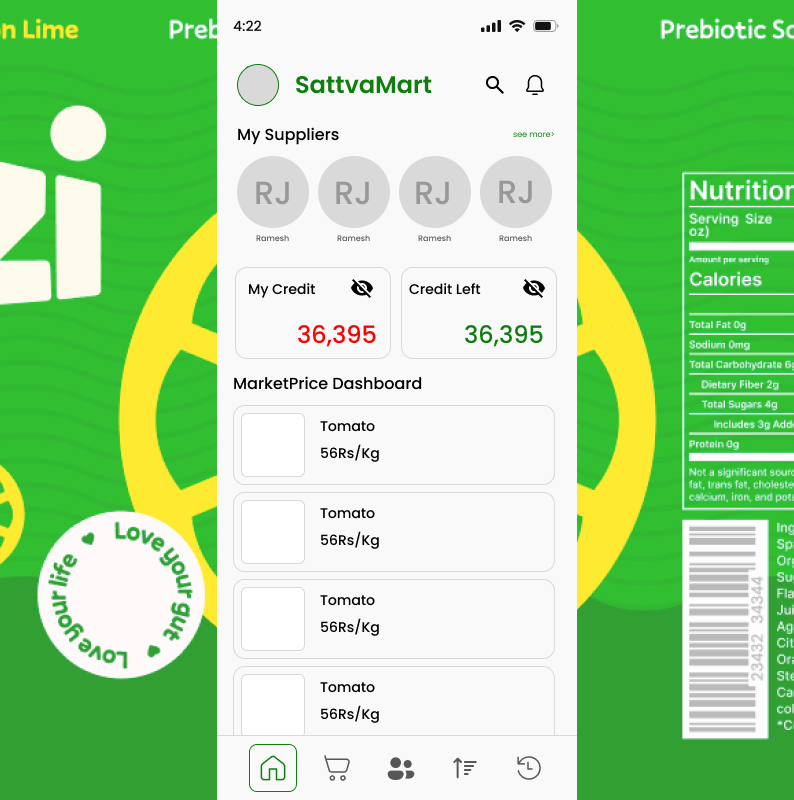 n Lime
Preb
Prebiotic So
zi
Love your gut
Love your life
4:22
SattvaMart
My Suppliers
see more>
RJ RJ RJ RJ
Ramesh Ramesh Ramesh Ramesh
My Credit
36,395
Credit Left
36,395
MarketPrice Dashboard
Tomato
56Rs/Kg
Tomato
56Rs/Kg
Tomato
56Rs/Kg
Tomato
56Rs/Kg
Nutrition
Serving Size
oz)
Amount per serving
Calories
Total Fat 0g
Sodium 0mg
Total Carbohydrate 6g
Dietary Fiber 2g
Total Sugars 4g
Includes 3g Adde
Protein 0g
Not a significant sourc
fat, trans fat, choleste
calcium, iron, and pot
23432 34344
Ing
Spa
Org
Su
Fla
Jui
Ag
Cit
Ora
Ste
Ca
col
*C